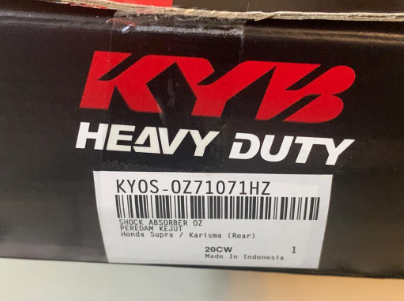 KYB
HEAVY DUTY
KYOS-OZ71071HZ
SHOCK ABSORBER OZ
PEREDAM KEJUT
Honda Supra / Karisma (Rear)
20CW 1
Made In Indonesia